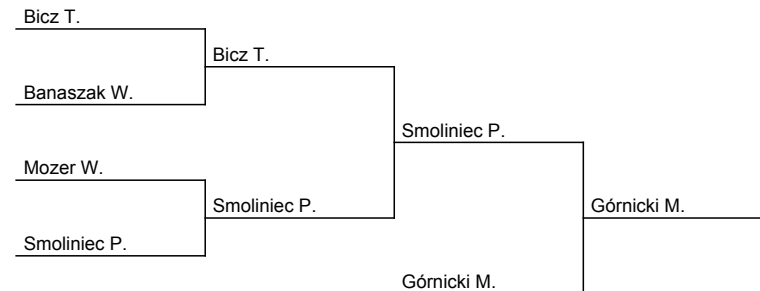 Bicz T.
Bicz T.
Banaszak W.
Smoliniec P.
Mozer W.
Smoliniec P.
Górnicki M.
Smoliniec P.
Górnicki M.